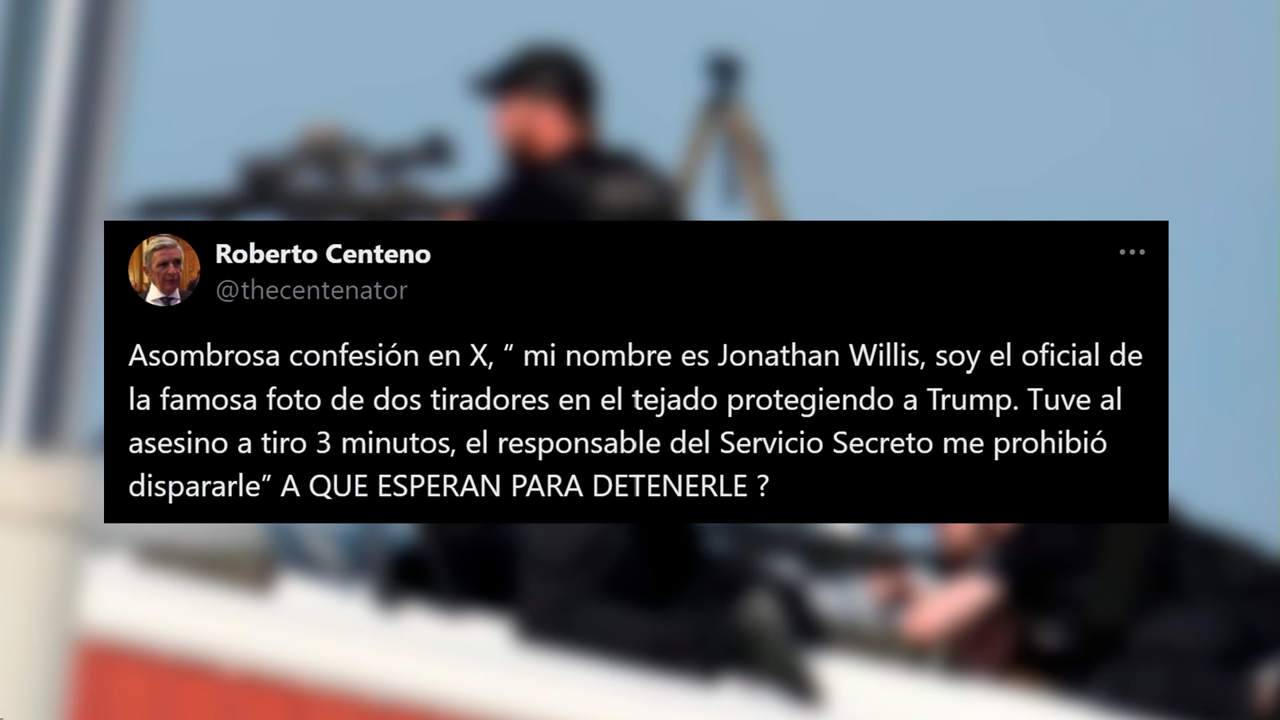 Roberto Centeno
@thecentenator
Asombrosa confesión en X, “ mi nombre es Jonathan Willis, soy el oficial de
la famosa foto de dos tiradores en el tejado protegiendo a Trump. Tuve al
asesino a tiro 3 minutos, el responsable del Servicio Secreto me prohibió
dispararle” A QUE ESPERAN PARA DETENERLE ?